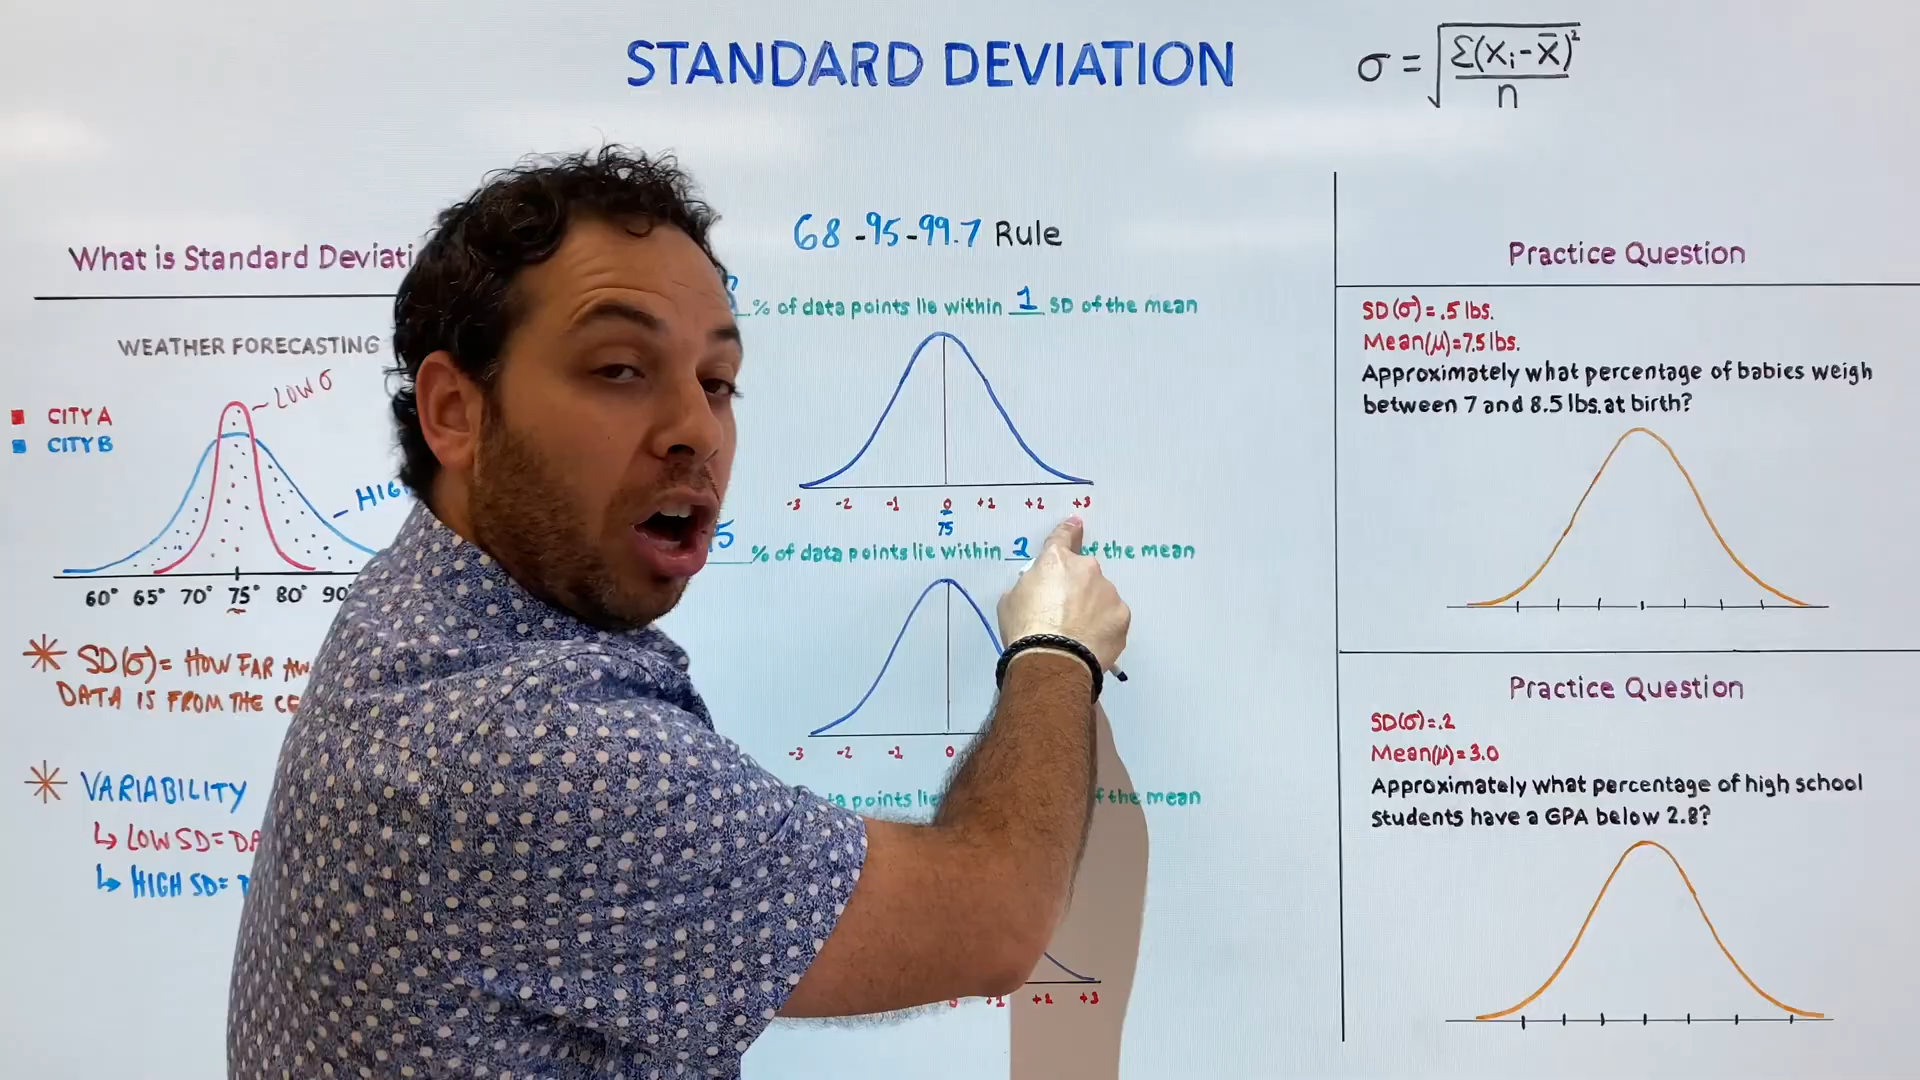 STANDARD DEVIATION
σ = √ Σ(xᵢ-x̄)²
n
What is Standard
WEATHER FORECASTING
LOW σ
CITY A
CITY B
60° 65° 70° 75° 80°
* SD(σ)= HOW FAR
DATA IS FROM THE
* VARIABILITY
↳ LOW SD=
↳ HIGH SD=
68-95-99.7 Rule
% of data points lie within 1 SD of the mean
-3 -2 -1 0 +1 +2 +3
75
% of data points lie within 2 of the mean
-3 -2 -1 0
points
the mean
+1 +2 +3
Practice Question
SD(σ)=.5 lbs.
Mean(μ)=7.5 lbs.
Approximately what percentage of babies weigh
between 7 and 8.5 lbs. at birth?
Practice Question
SD(σ)=.2
Mean(μ)=3.0
Approximately what percentage of high school
students have a GPA below 2.8?